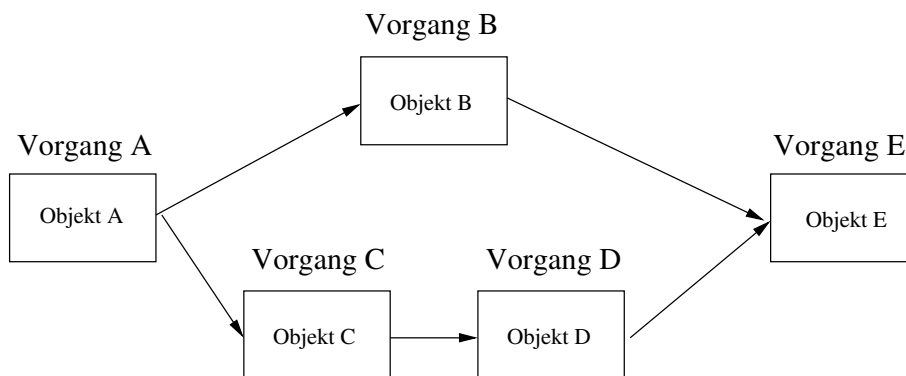 Vorgang B
Objekt B
Vorgang A
Objekt A
Vorgang E
Objekt E
Vorgang C
Objekt C
Vorgang D
Objekt D